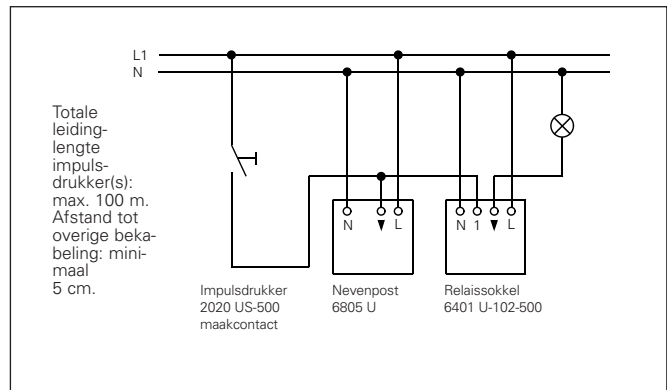 L1
N
Totale
leiding-
lengte
impuls-
drukker(s):
max. 100 m.
Afstand tot
overige beka-
beling: mini-
maal
5 cm.
N ▼ L
N 1 ▼ L
Impulsdrukker
2020 US-500
maakcontact
Nevenpost
6805 U
Relaissokkel
6401 U-102-500